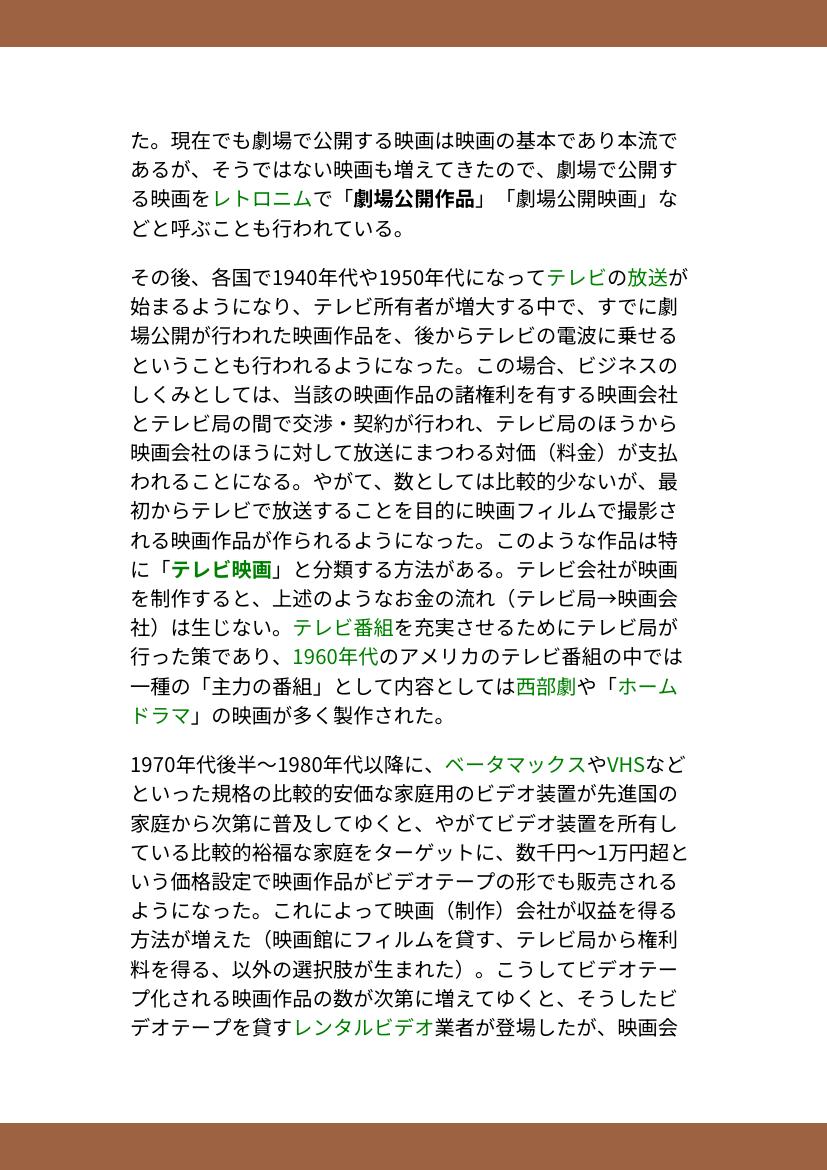 た。現在でも劇場で公開する映画は映画の基本であり本流で
あるが、そうではない映画も増えてきたので、劇場で公開す
る映画をレトロニムで「劇場公開作品」「劇場公開映画」な
どと呼ぶことも行われている。
その後、各国で1940年代や1950年代になってテレビの放送が
始まるようになり、テレビ所有者が増大する中で、すでに劇
場公開が行われた映画作品を、後からテレビの電波に乗せる
ということも行われるようになった。この場合、ビジネスの
しくみとしては、当該の映画作品の諸権利を有する映画会社
とテレビ局の間で交渉・契約が行われ、テレビ局のほうから
映画会社のほうに対して放送にまつわる対価（料金）が支払
われることになる。やがて、数としては比較的少ないが、最
初からテレビで放送することを目的に映画フィルムで撮影さ
れる映画作品が作られるようになった。このような作品は特
に「テレビ映画」と分類する方法がある。テレビ会社が映画
を制作すると、上述のようなお金の流れ（テレビ局→映画会
社）は生じない。テレビ番組を充実させるためにテレビ局が
行った策であり、1960年代のアメリカのテレビ番組の中では
一種の「主力の番組」として内容としては西部劇や「ホーム
ドラマ」の映画が多く製作された。
1970年代後半〜1980年代以降に、ベータマックスやVHSなど
といった規格の比較的安価な家庭用のビデオ装置が先進国の
家庭から次第に普及してゆくと、やがてビデオ装置を所有し
ている比較的裕福な家庭をターゲットに、数千円〜1万円超と
いう価格設定で映画作品がビデオテープの形でも販売される
ようになった。これによって映画（制作）会社が収益を得る
方法が増えた（映画館にフィルムを貸す、テレビ局から権利
料を得る、以外の選択肢が生まれた）。こうしてビデオテー
プ化される映画作品の数が次第に増えてゆくと、そうしたビ
デオテープを貸すレンタルビデオ業者が登場したが、映画会